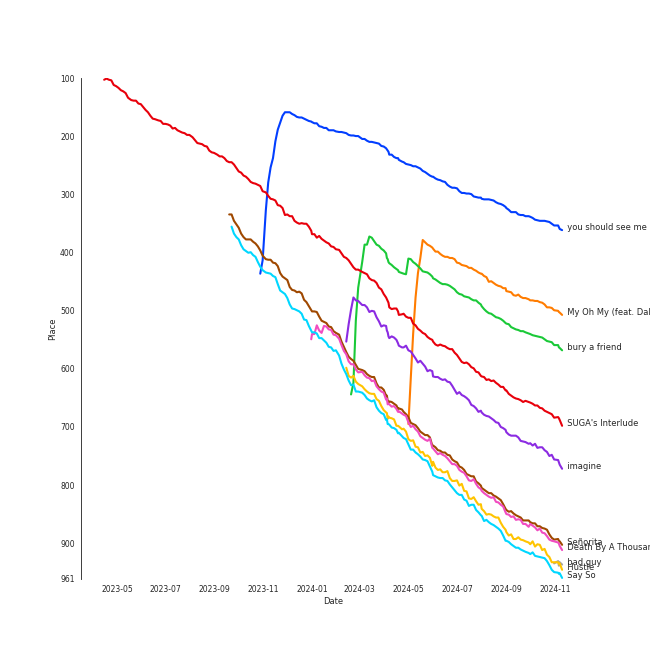 100
200
300
400
500
600
700
800
900
961
Place
2023-05
2023-07
2023-09
2023-11
2024-01
2024-03
2024-05
2024-07
2024-09
2024-11
Date
you should see me
My Oh My (feat. Dal
bury a friend
SUGA's Interlude
imagine
Señorita
Death By A Thousan
bad guy
Hustle
Say So